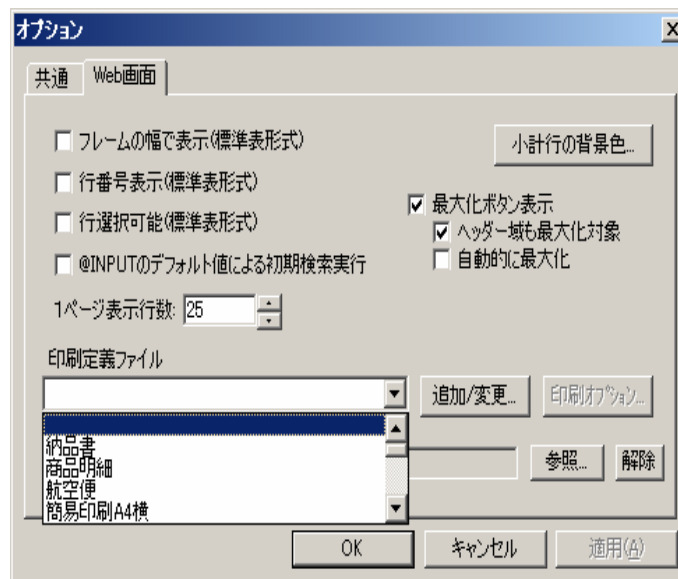 オプション
共通
Web画面
フレームの幅で表示(標準表形式)
小計行の背景色...
行番号表示(標準表形式)
最大化ボタン表示
行選択可能(標準表形式)
ヘッダー域も最大化対象
@INPUTのデフォルト値による初期検索実行
自動的に最大化
1ページ表示行数: 25
印刷定義ファイル
追加/変更...
印刷オプション...
納品書
商品明細
航空便
簡易印刷A4横
参照...
解除
OK
キャンセル
適用(A)